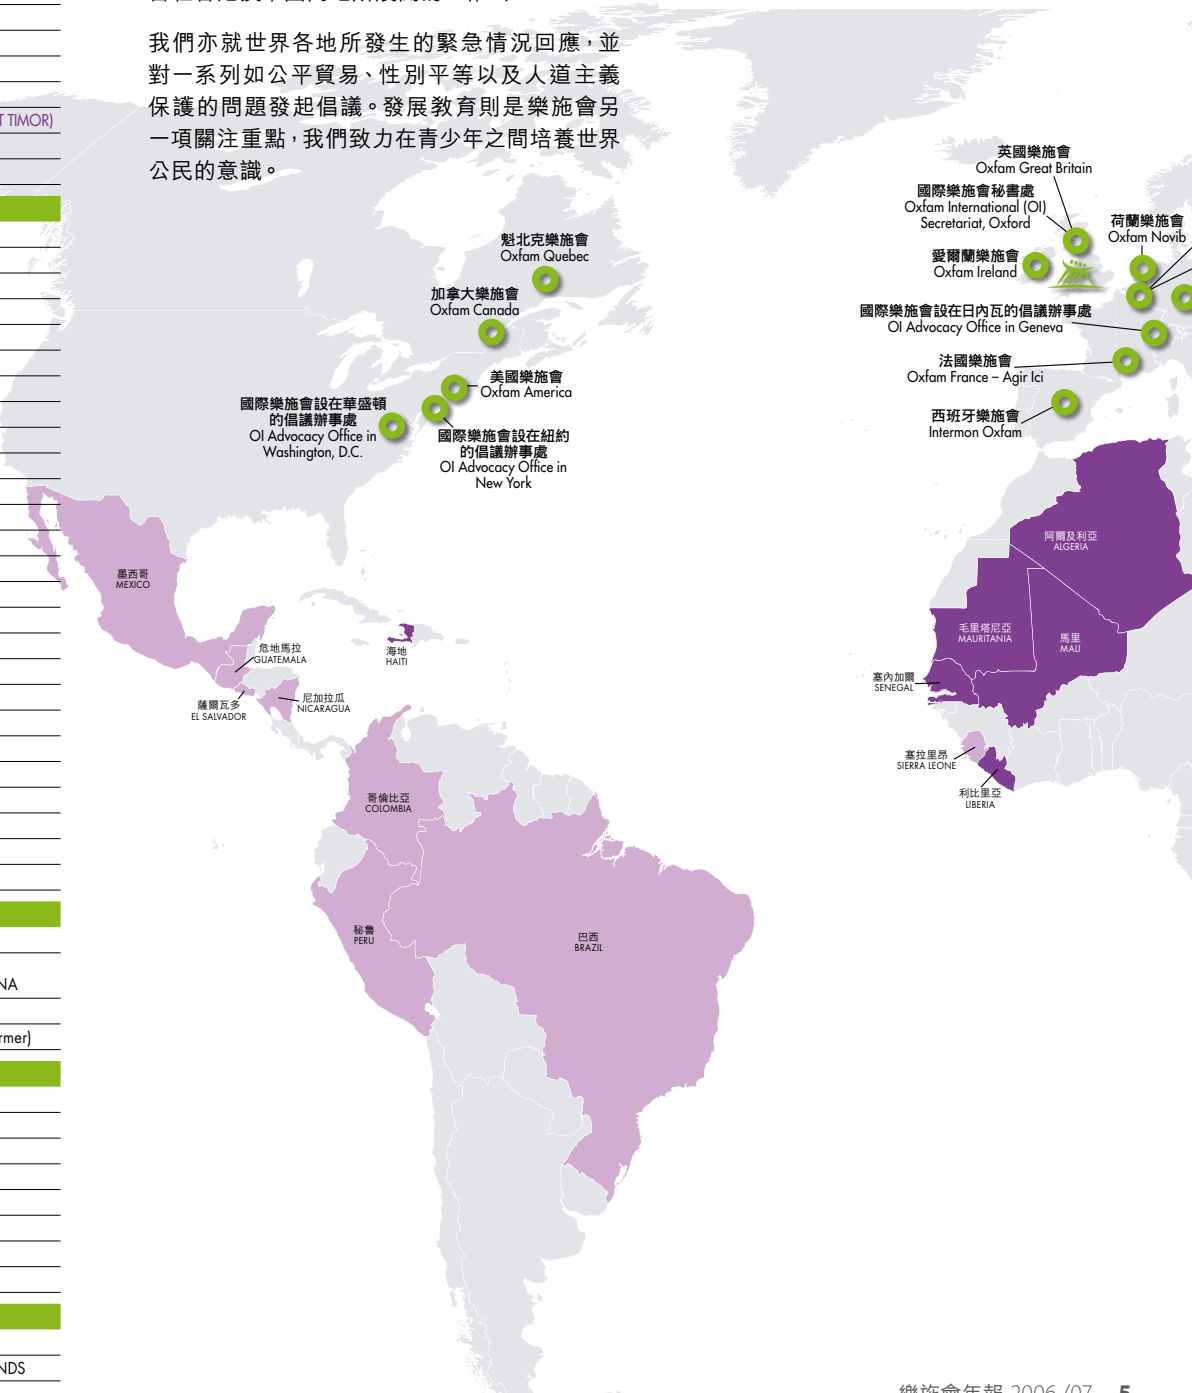 我們亦就世界各地所發生的緊急情況回應，並
對一系列如公平貿易、性別平等以及人道主義
保護的問題發起倡議。發展教育則是樂施會另
一項關注重點，我們致力在青少年之間培養世界
公民的意識。
TIMOR)
NA
rmer)
NDS
魁北克樂施會
Oxfam Quebec
加拿大樂施會
Oxfam Canada
美國樂施會
Oxfam America
國際樂施會設在華盛頓
的倡議辦事處
OI Advocacy Office in
Washington, D.C.
國際樂施會設在紐約
的倡議辦事處
OI Advocacy Office in
New York
英國樂施會
Oxfam Great Britain
國際樂施會秘書處
Oxfam International (OI)
Secretariat, Oxford
愛爾蘭樂施會
Oxfam Ireland
荷蘭樂施會
Oxfam Novib
國際樂施會設在日內瓦的倡議辦事處
OI Advocacy Office in Geneva
法國樂施會
Oxfam France – Agir Ici
西班牙樂施會
Intermon Oxfam
墨西哥
MEXICO
危地馬拉
GUATEMALA
薩爾瓦多
EL SALVADOR
尼加拉瓜
NICARAGUA
海地
HAITI
哥倫比亞
COLOMBIA
秘魯
PERU
巴西
BRAZIL
阿爾及利亞
ALGERIA
毛里塔尼亞
MAURITANIA
馬里
MALI
塞內加爾
SENEGAL
塞拉里昂
SIERRA LEONE
利比里亞
LIBERIA
樂施會年報 2006 /07 5